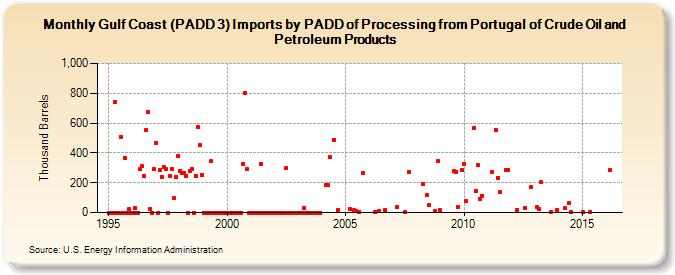 Monthly Gulf Coast (PADD 3) Imports by PADD of Processing from Portugal of Crude Oil and
Petroleum Products
Thousand Barrels
1,000
800
600
400
200
0
1995
2000
2005
2010
2015
Source: U.S. Energy Information Administration